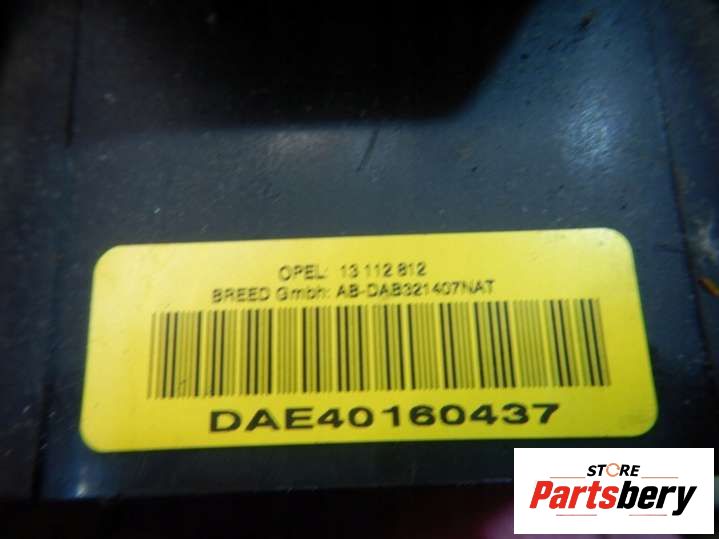 OPEL: 13 112 812
BREED Gmbh: AB-DAB321407NAT
DAE40160437
STORE
Partsbery